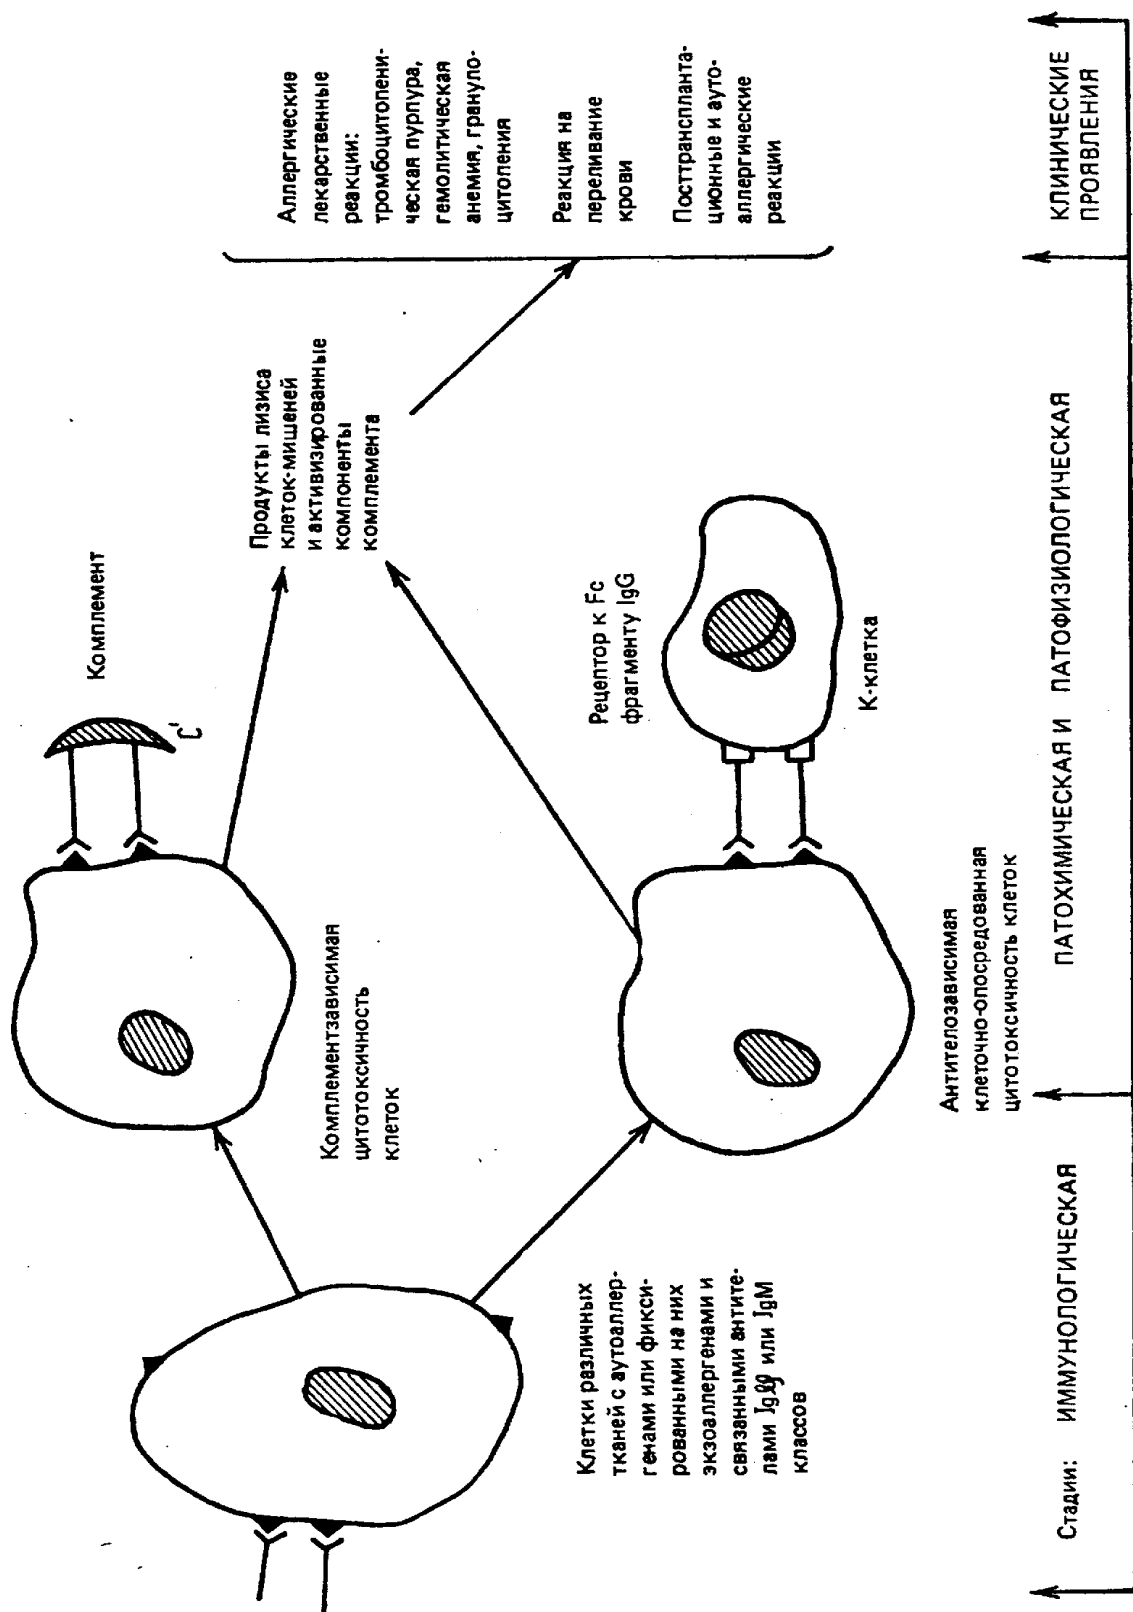 Клетки различных
тканей с аутоаллер-
генами или фикси-
рованными на них
экзоаллергенами и
связанными антите-
лами или JgM
классов
Комплементзависимая
цитотоксичность
клеток
Комплемент
C'
Антителозависимая
клеточно-опосредованная
цитотоксичность клеток
Рецептор к Fc
фрагменту IgG
К-клетка
Продукты лизиса
клеток-мишеней
и активизированные
компоненты
комплемента
Аллергические
лекарственные
реакции:
тромбоцитопени-
ческая пурпура,
гемолитическая
анемия, грануло-
цитопения
Реакция на
переливание
крови
Посттранспланта-
ционные и ауто-
аллергические
реакции
Стадии: ИММУНОЛОГИЧЕСКАЯ
ПАТОХИМИЧЕСКАЯ И ПАТОФИЗИОЛОГИЧЕСКАЯ
КЛИНИЧЕСКИЕ
ПРОЯВЛЕНИЯ